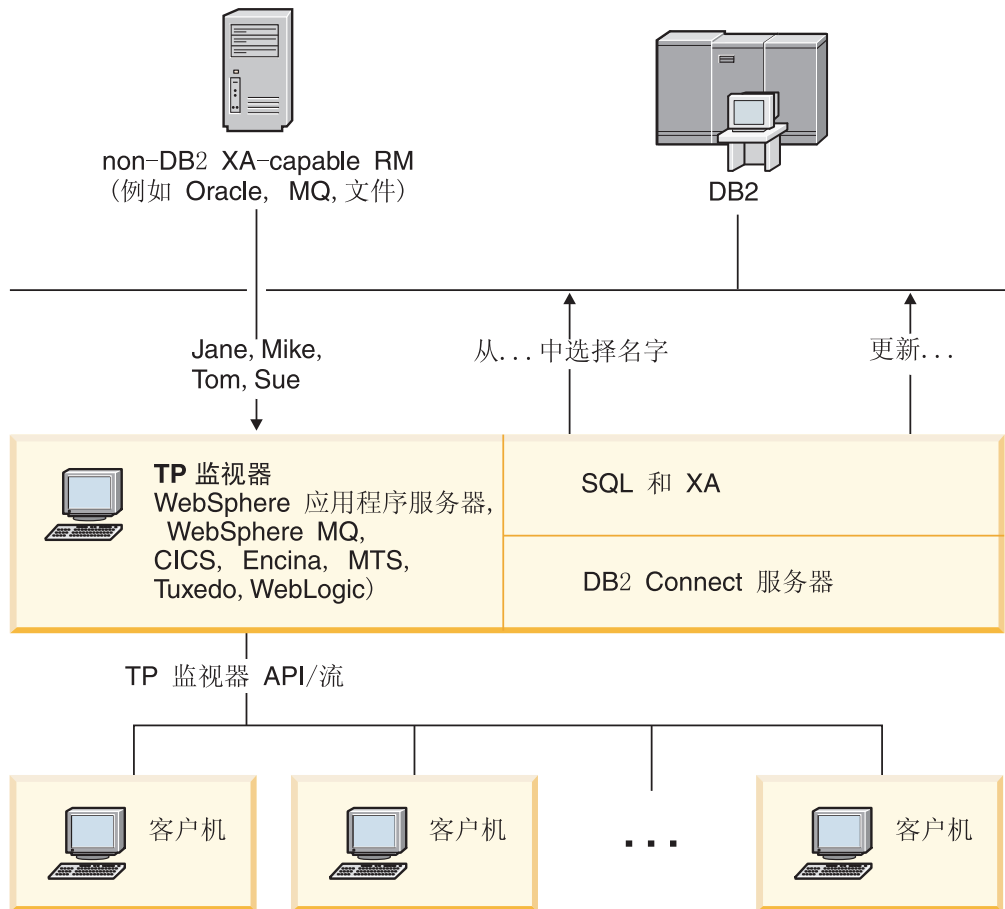 non-DB2 XA-capable RM
(例如 Oracle, MQ, 文件)
DB2
Jane, Mike,
Tom, Sue
从...中选择名字
更新...
TP 监视器
WebSphere 应用程序服务器,
WebSphere MQ,
CICS, Encina, MTS,
Tuxedo, WebLogic)
SQL 和 XA
DB2 Connect 服务器
TP 监视器 API/流
客户机
客户机
...
客户机